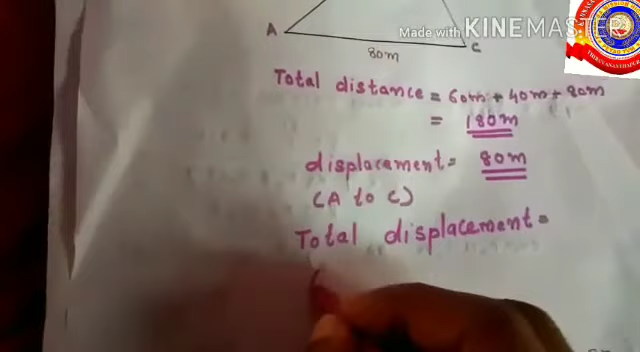 Made with KINEMASTER
A
C
80m
Total distance = 60m + 40m + 80m
= 180m
displacement = 80m
(A to C)
Total displacement =
(